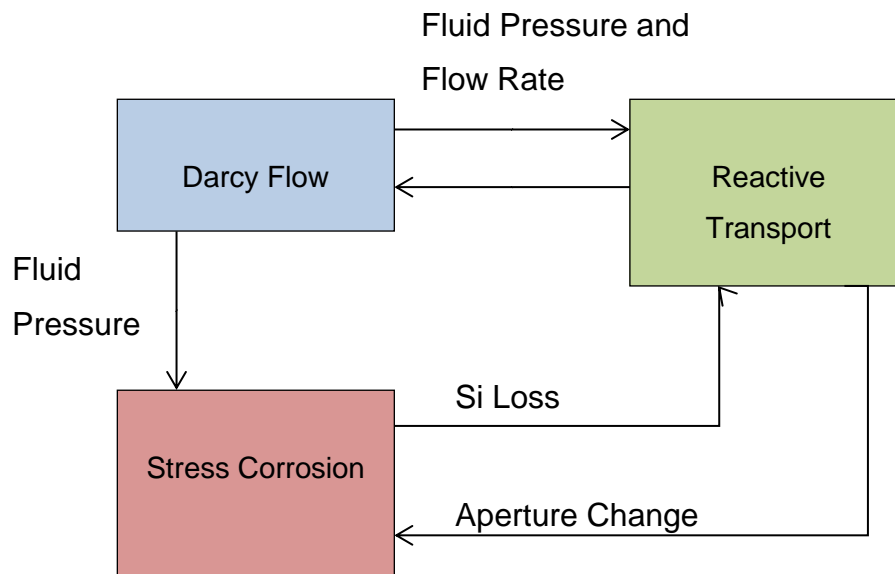 Fluid Pressure and
Flow Rate
Darcy Flow
Reactive
Transport
Fluid
Pressure
Si Loss
Stress Corrosion
Aperture Change